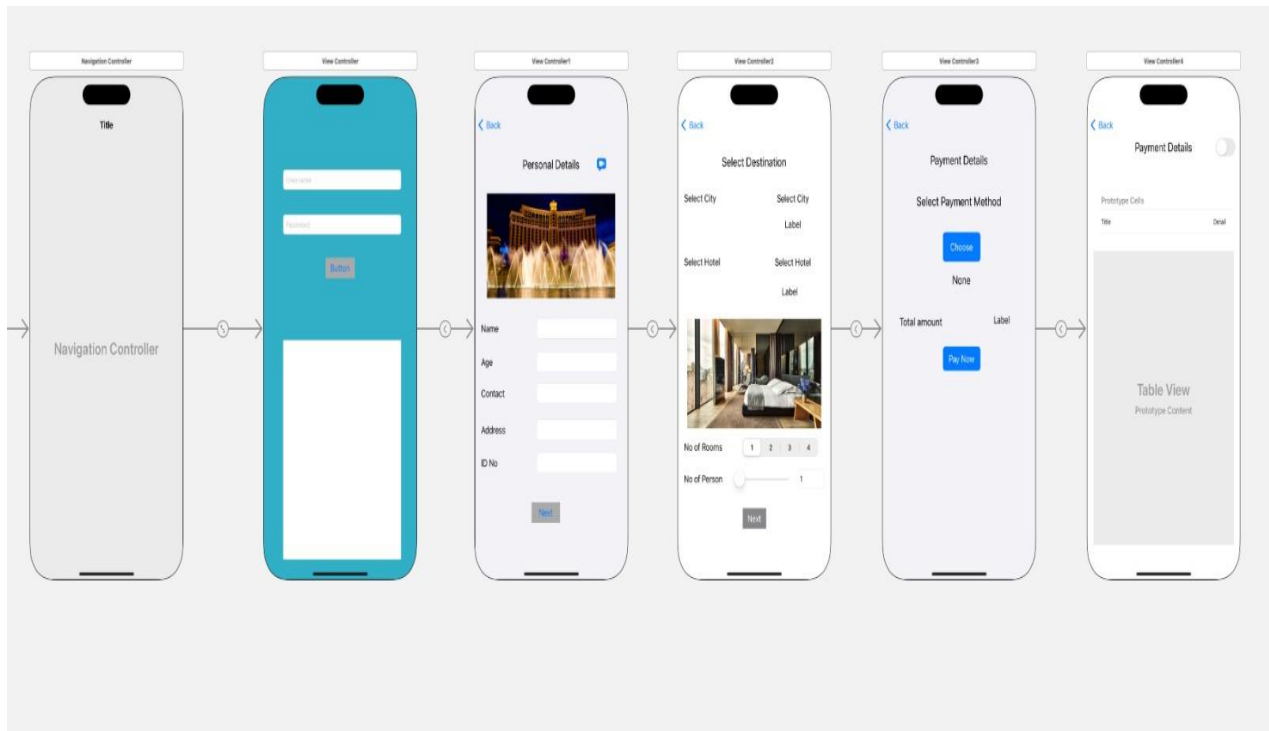 Navigation Controller
Title
Navigation Controller
View Controller
Username
Password
Button
View Controller1
Back
Personal Details
Name
Age
Contact
Address
ID No
Next
View Controller2
Back
Select Destination
Select City Select City
Label
Select Hotel Select Hotel
Label
No of Rooms 1 2 3 4
No of Person 1
Next
View Controller3
Back
Payment Details
Select Payment Method
Choose
None
Total amount Label
Pay Now
View Controller4
Back
Payment Details
Prototype Cells
Title Detail
Table View
Prototype Content